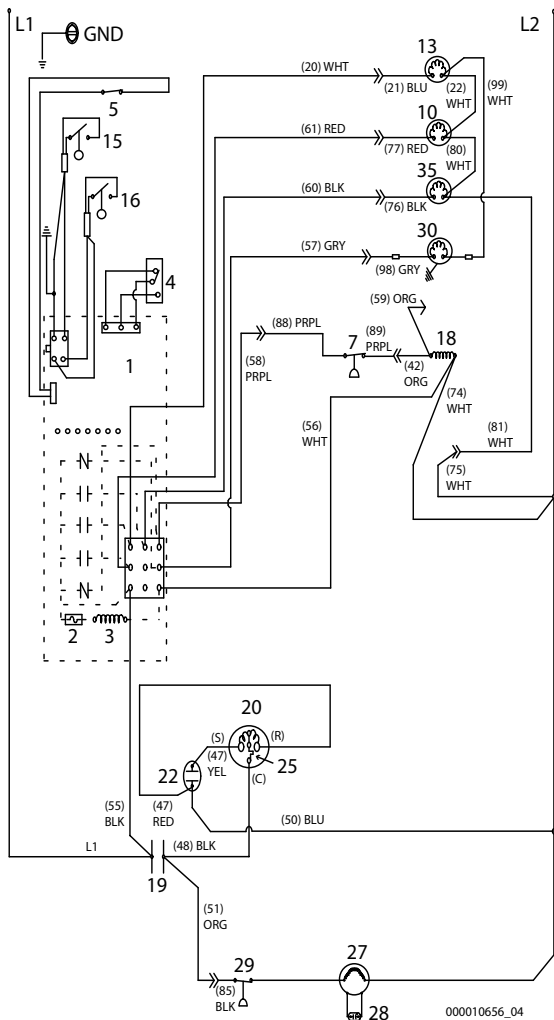 L1
L2
GND
13
(20) WHT
(21) BLU
(22)
WHT
(99)
WHT
5
10
(61) RED
(77) RED
(80)
WHT
15
35
(60) BLK
(76) BLK
16
30
(57) GRY
(98) GRY
4
(59) ORG
(88) PRPL
7
(89)
PRPL
18
1
(58)
PRPL
(42)
ORG
(74)
WHT
(56)
WHT
(81)
WHT
(75)
WHT
2
3
20
(S)
(R)
(47)
YEL
25
22
(C)
(55)
BLK
(47)
RED
(50) BLU
L1
(48) BLK
19
(51)
ORG
29
27
(85)
BLK
28
000010656_04